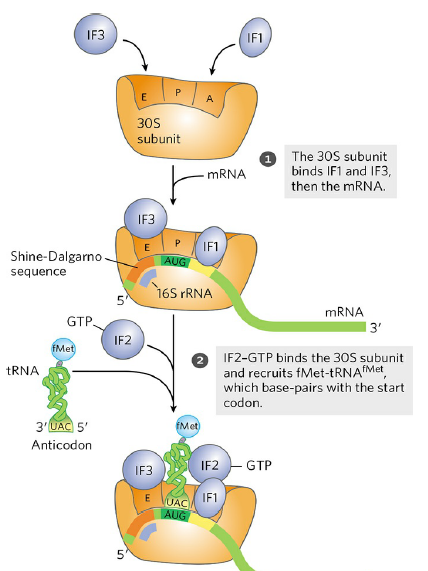 IF3
IF1
E P A
30S
subunit
mRNA
1 The 30S subunit
binds IF1 and IF3,
then the mRNA.
IF3
E P IF1
Shine-Dalgarno
sequence
AUG
5′
16S rRNA
mRNA
3′
GTP
IF2
2 IF2–GTP binds the 30S subunit
and recruits fMet-tRNAfMet,
which base-pairs with the start
codon.
fMet
tRNA
3′ UAC 5′
Anticodon
fMet
IF3
IF2 GTP
E UAC IF1
AUG
5′